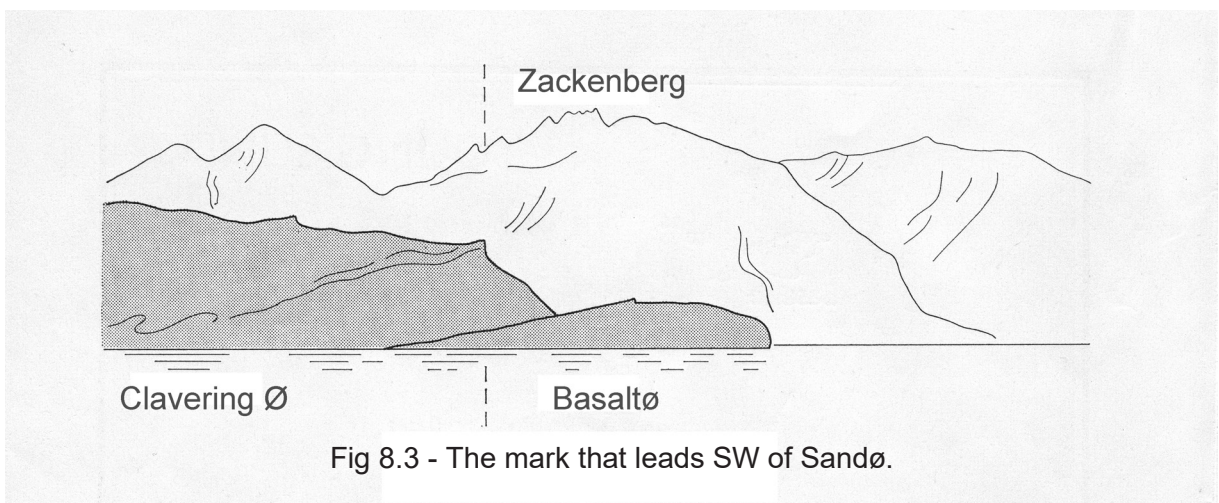 Zackenberg
Clavering Ø
Basaltø
Fig 8.3 - The mark that leads SW of Sandø.